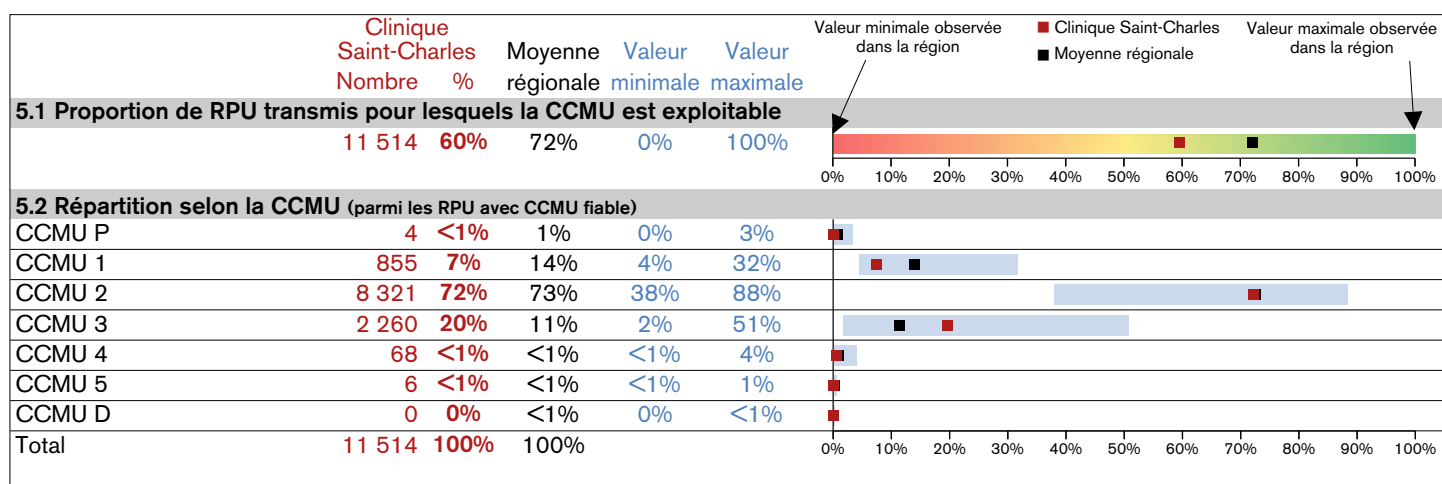 Clinique
Saint-Charles Moyenne Valeur Valeur
Nombre % régionale minimale maximale
Valeur minimale observée
dans la région
Clinique Saint-Charles
Moyenne régionale
Valeur maximale observée
dans la région
5.1 Proportion de RPU transmis pour lesquels la CCMU est exploitable
11 514 60% 72% 0% 100%
0% 10% 20% 30% 40% 50% 60% 70% 80% 90% 100%
5.2 Répartition selon la CCMU (parmi les RPU avec CCMU fiable)
CCMU P 4 <1% 1% 0% 3%
CCMU 1 855 7% 14% 4% 32%
CCMU 2 8 321 72% 73% 38% 88%
CCMU 3 2 260 20% 11% 2% 51%
CCMU 4 68 <1% <1% <1% 4%
CCMU 5 6 <1% <1% <1% 1%
CCMU D 0 0% <1% 0% <1%
Total 11 514 100% 100%
0% 10% 20% 30% 40% 50% 60% 70% 80% 90% 100%